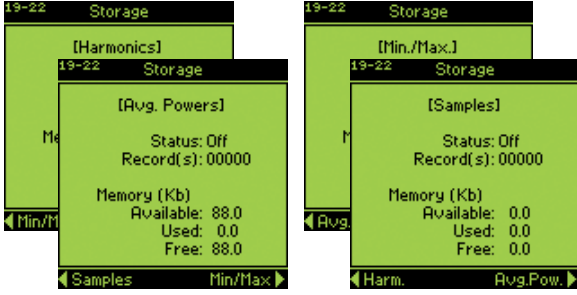 19-22 Storage
[Harmonics]
Me
Min/M
19-22 Storage
[Avg. Powers]
Status: Off
Record(s): 00000
Memory (Kb)
Available: 88.0
Used: 0.0
Free: 88.0
Samples Min/Max
19-22 Storage
[Min./Max.]
Avg.
19-22 Storage
[Samples]
Status: Off
Record(s): 00000
Memory (Kb)
Available: 0.0
Used: 0.0
Free: 0.0
Harm. Avg.Pow.